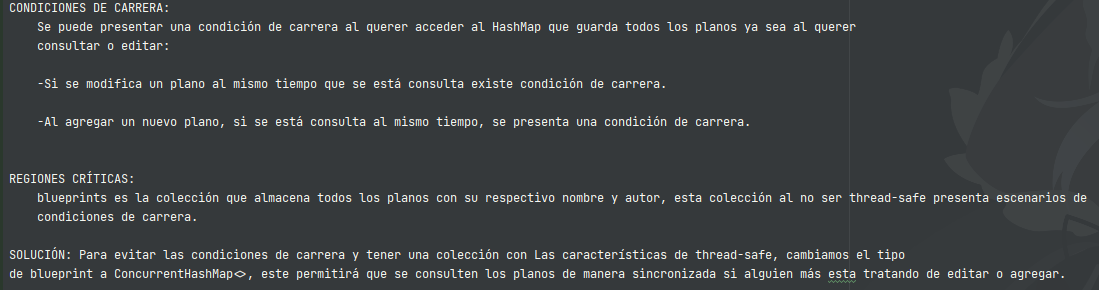 CONDICIONES DE CARRERA:
Se puede presentar una condición de carrera al querer acceder al HashMap que guarda todos los planos ya sea al querer
consultar o editar:
-Si se modifica un plano al mismo tiempo que se está consulta existe condición de carrera.
-Al agregar un nuevo plano, si se está consulta al mismo tiempo, se presenta una condición de carrera.
REGIONES CRÍTICAS:
blueprints es la colección que almacena todos los planos con su respectivo nombre y autor, esta colección al no ser thread-safe presenta escenarios de
condiciones de carrera.
SOLUCIÓN: Para evitar las condiciones de carrera y tener una colección con Las características de thread-safe, cambiamos el tipo
de blueprint a ConcurrentHashMap<>, este permitirá que se consulten los planos de manera sincronizada si alguien más esta tratando de editar o agregar.